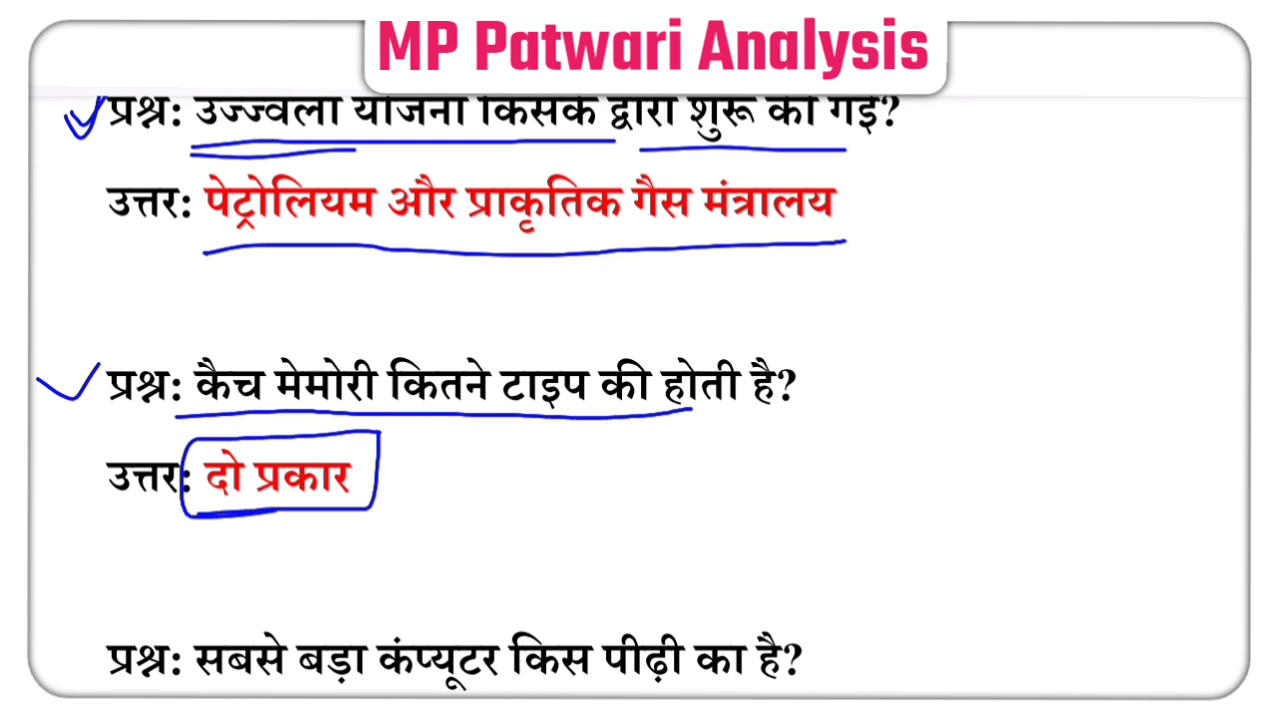 MP Patwari Analysis
प्रश्न: उज्ज्वला योजना किसके द्वारा शुरू की गई?
उत्तर: पेट्रोलियम और प्राकृतिक गैस मंत्रालय
प्रश्न: कैच मेमोरी कितने टाइप की होती है?
उत्तर: दो प्रकार
प्रश्न: सबसे बड़ा कंप्यूटर किस पीढ़ी का है?